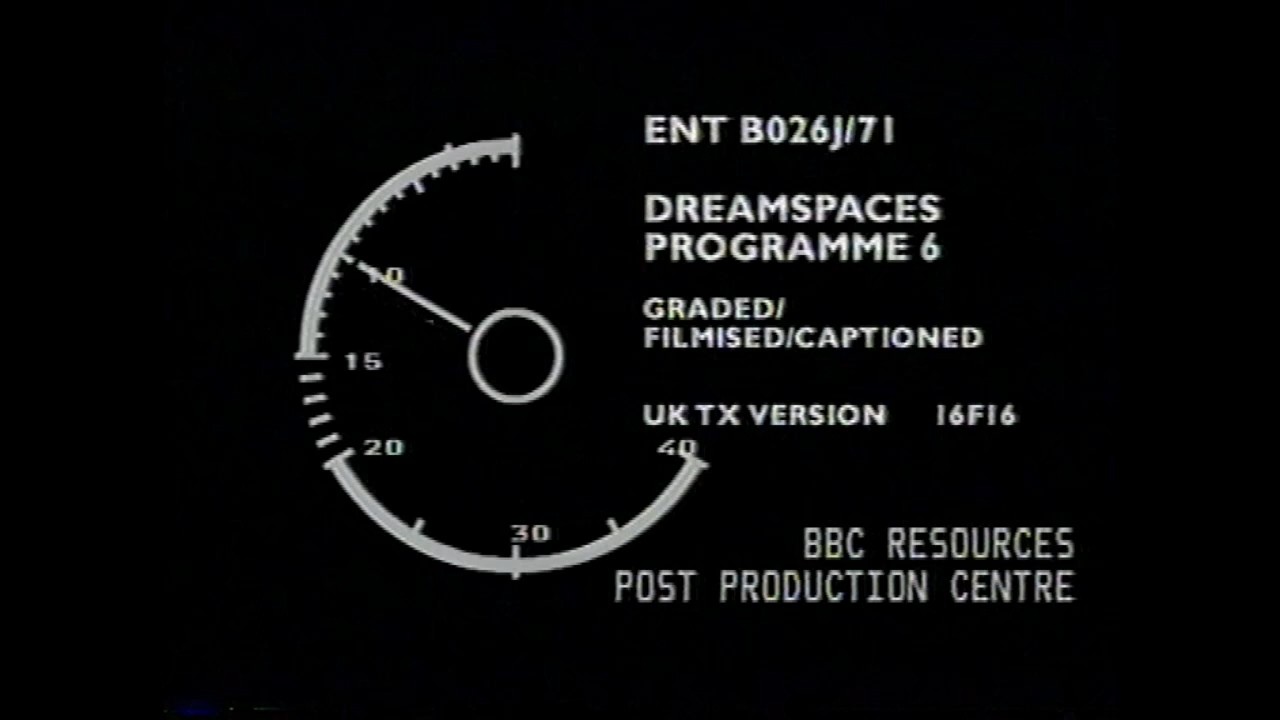 ENT B026J/71
DREAMSPACES
PROGRAMME 6
GRADED/
FILMISED/CAPTIONED
UK TX VERSION 16F16
10
15
20
30
40
BBC RESOURCES
POST PRODUCTION CENTRE